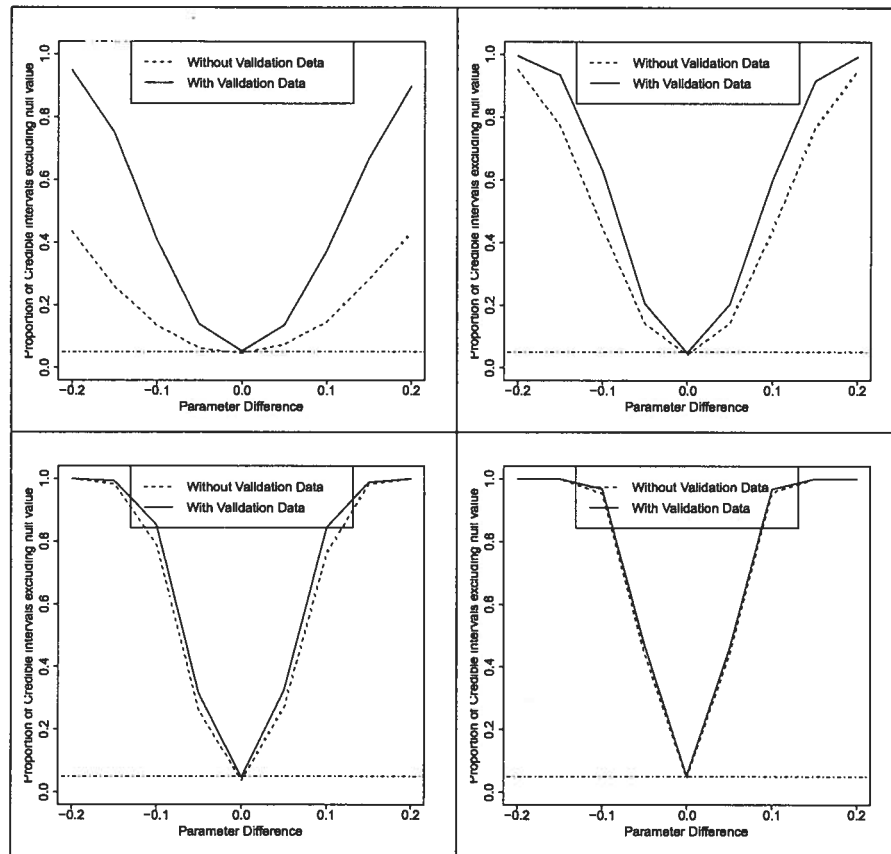 Proportion of Credible intervals excluding null value
1.0
0.8
0.6
0.4
0.2
0.0
Without Validation Data
With Validation Data
-0.2
-0.1
0.0
0.1
0.2
Parameter Difference
Proportion of Credible intervals excluding null value
1.0
0.8
0.6
0.4
0.2
0.0
Without Validation Data
With Validation Data
-0.2
-0.1
0.0
0.1
0.2
Parameter Difference
Proportion of Credible intervals excluding null value
1.0
0.8
0.6
0.4
0.2
0.0
Without Validation Data
With Validation Data
-0.2
-0.1
0.0
0.1
0.2
Parameter Difference
Proportion of Credible intervals excluding null value
1.0
0.8
0.6
0.4
0.2
0.0
Without Validation Data
With Validation Data
-0.2
-0.1
0.0
0.1
0.2
Parameter Difference